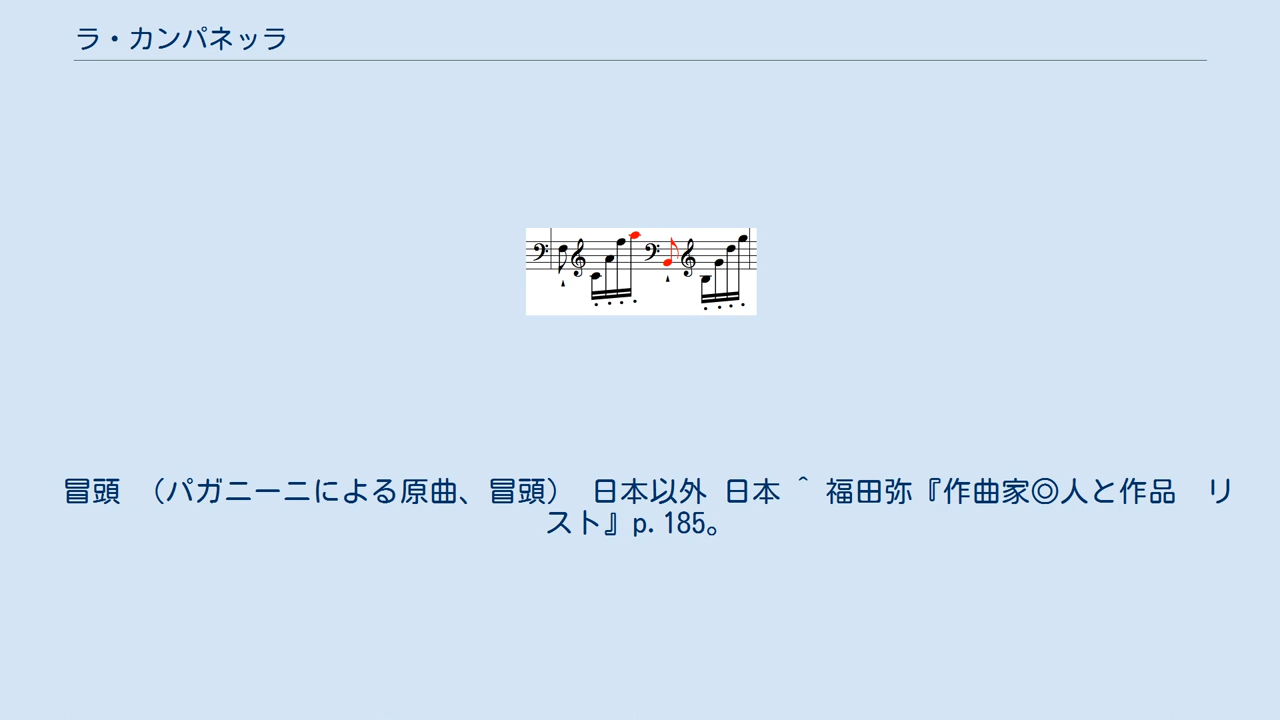 ラ・カンパネッラ
冒頭 （パガニーニによる原曲、冒頭） 日本以外 日本 ^ 福田弥『作曲家◎人と作品　リ
スト』p.185。